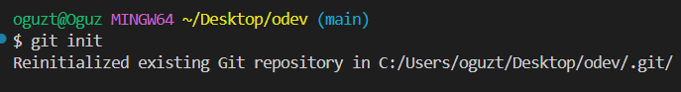 oguzt@Oguz MINGW64 ~/Desktop/odev (main)
$ git init
Reinitialized existing Git repository in C:/Users/oguzt/Desktop/odev/.git/